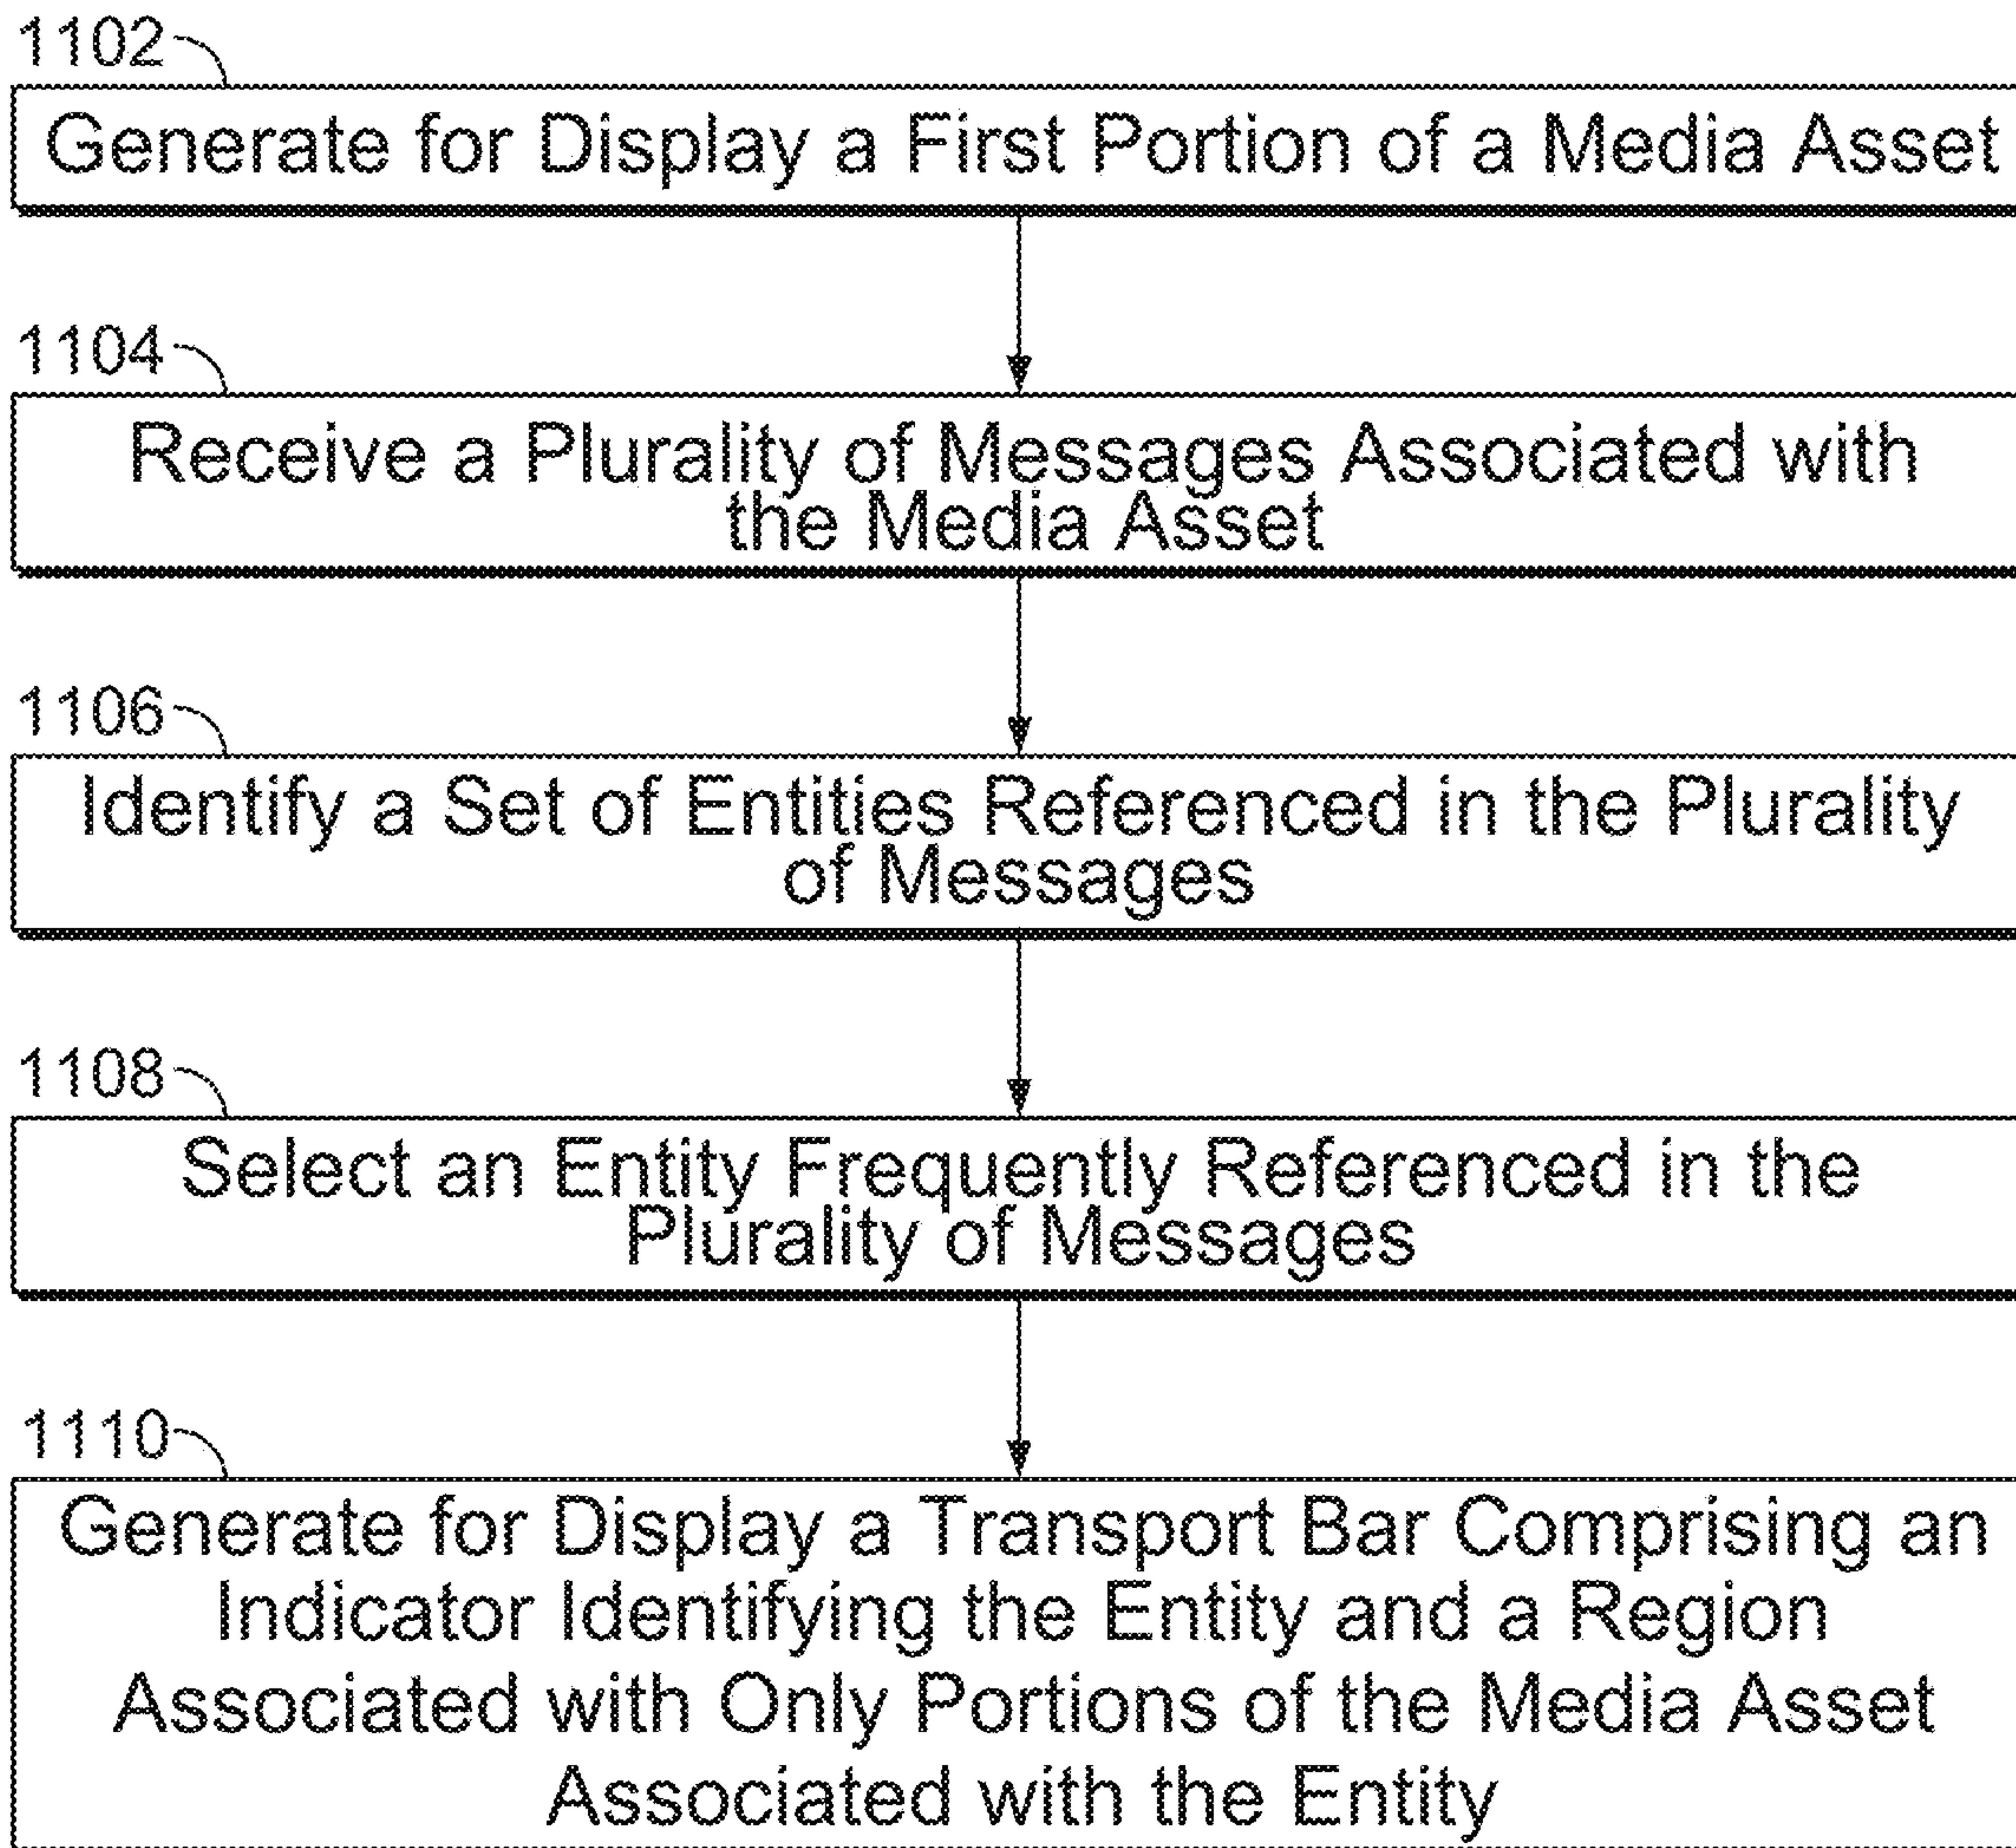 1102
Generate for Display a First Portion of a Media Asset
1104
Receive a Plurality of Messages Associated with
the Media Asset
1106
Identify a Set of Entities Referenced in the Plurality
of Messages
1108
Select an Entity Frequently Referenced in the
Plurality of Messages
1110
Generate for Display a Transport Bar Comprising an
Indicator Identifying the Entity and a Region
Associated with Only Portions of the Media Asset
Associated with the Entity